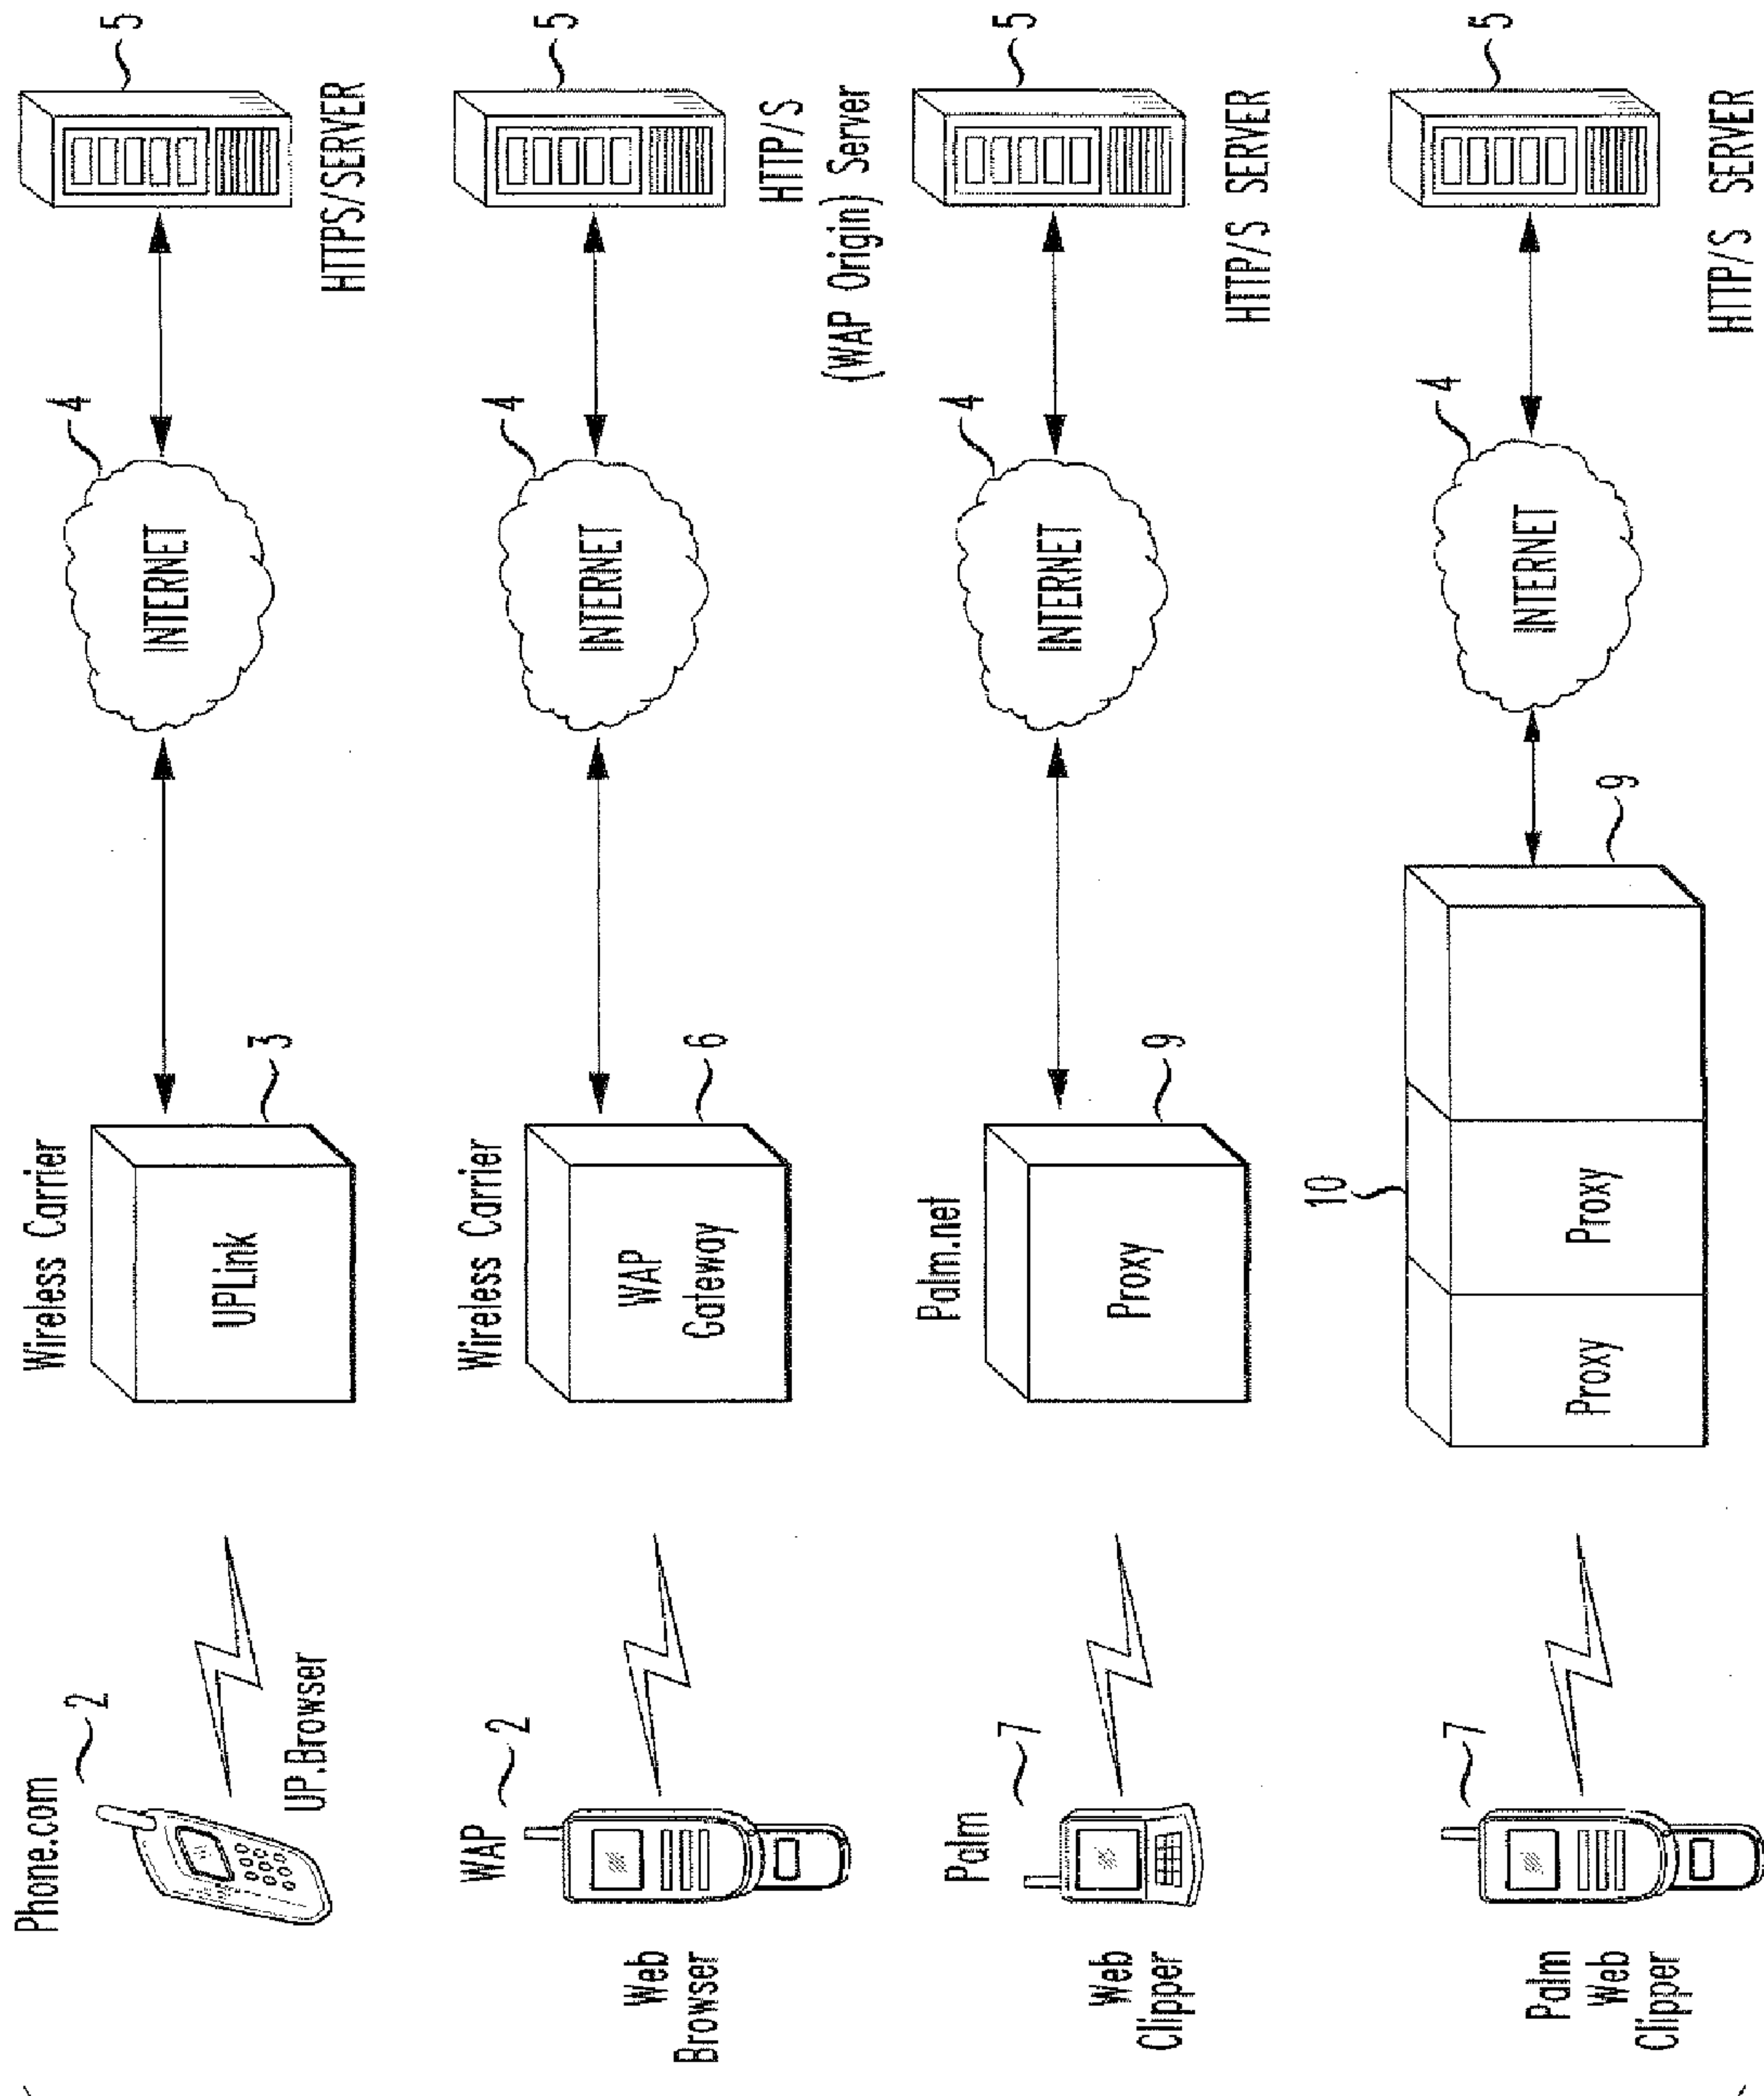 Phone.com
2
UP.Browser
Wireless Carrier
UPLink
3
INTERNET
4
5
HTTPS/SERVER
WAP
2
Web
Browser
Wireless Carrier
WAP
Gateway
6
INTERNET
4
5
HTTP/S
(WAP Origin) Server
Palm
7
Web
Clipper
Palm.net
Proxy
9
INTERNET
4
5
HTTP/S SERVER
7
Palm
Web
Clipper
10
Proxy
Proxy
9
INTERNET
4
5
HTTP/S SERVER